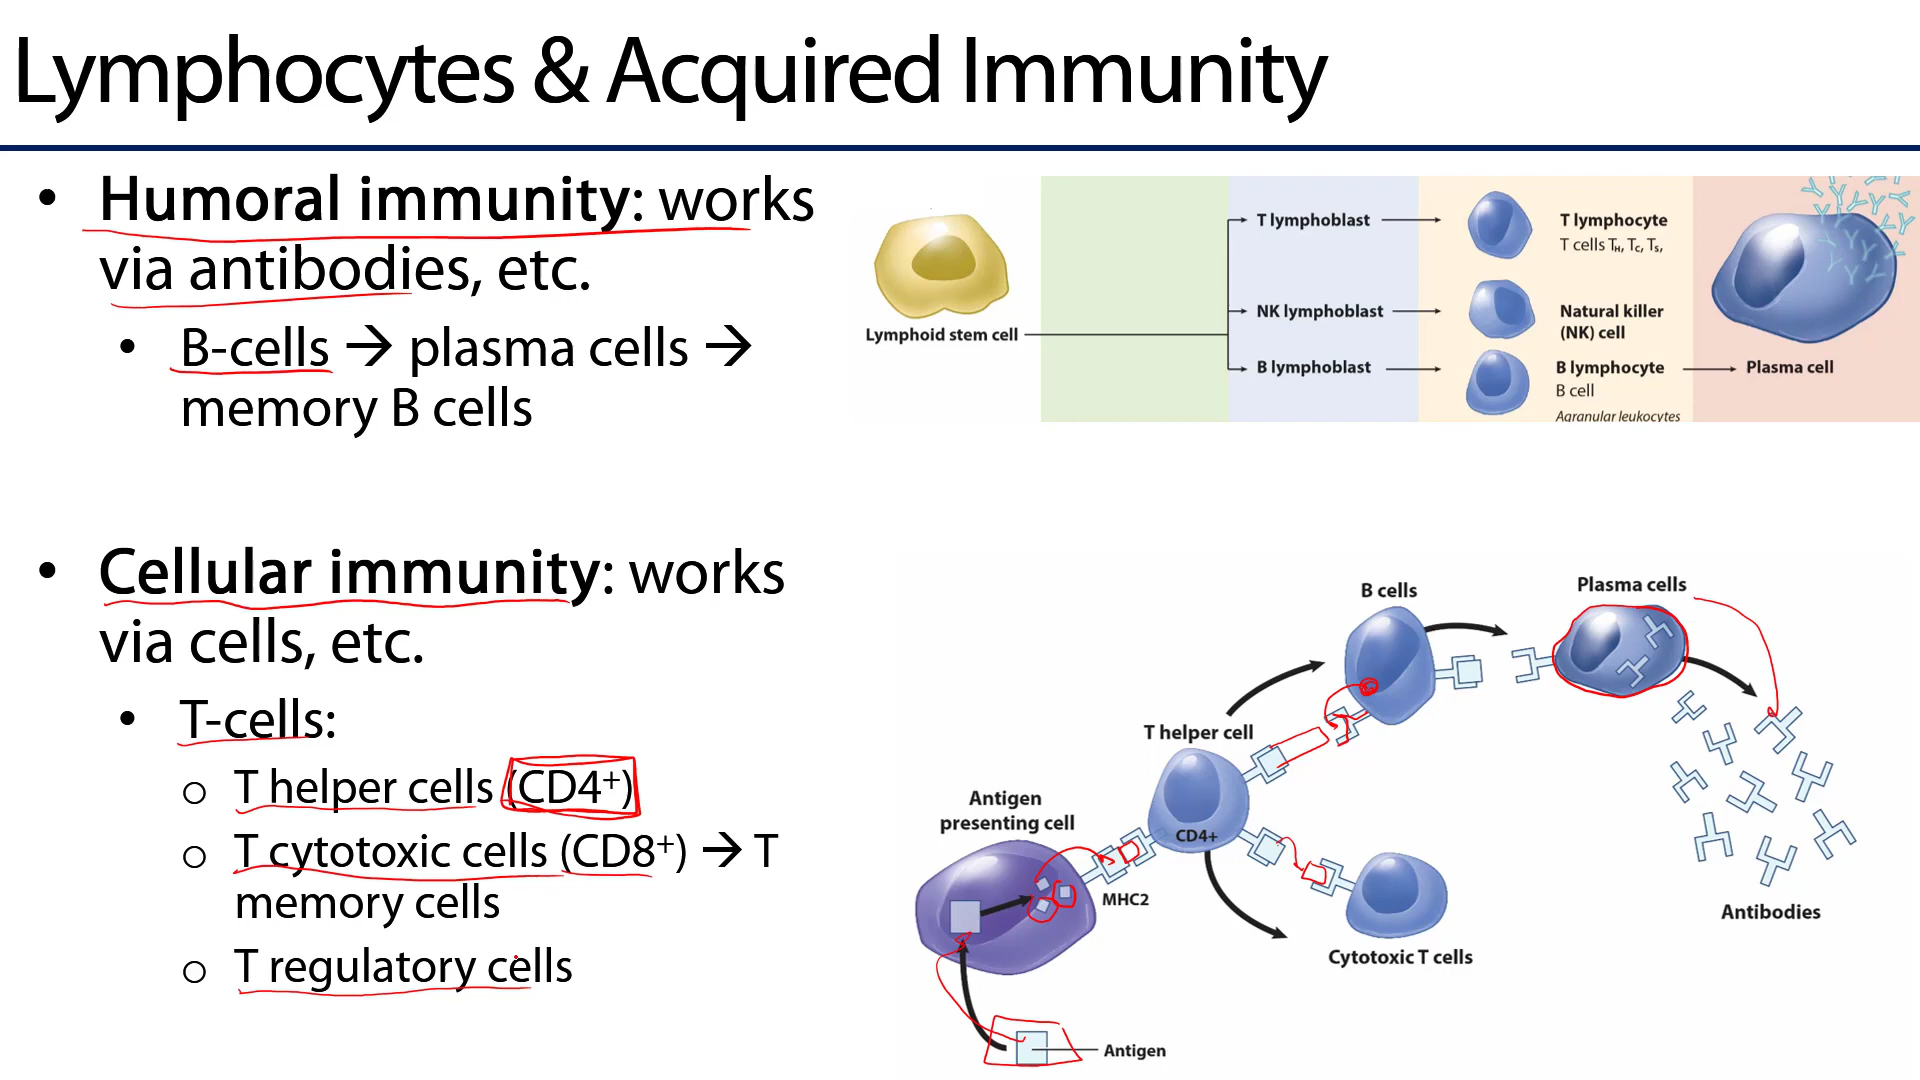 Lymphocytes & Acquired Immunity
• Humoral immunity: works
via antibodies, etc.
• B-cells → plasma cells →
memory B cells
• Cellular immunity: works
via cells, etc.
• T-cells:
o T helper cells (CD4⁺)
o T cytotoxic cells (CD8⁺) → T
memory cells
o T regulatory cells
Lymphoid stem cell
T lymphoblast
NK lymphoblast
B lymphoblast
T lymphocyte
T cells TH, TC, TS,
Natural killer
(NK) cell
B lymphocyte
B cell
Agranular leukocytes
Plasma cell
B cells
Plasma cells
T helper cell
Antigen
presenting cell
CD4+
MHC2
Antibodies
Cytotoxic T cells
Antigen